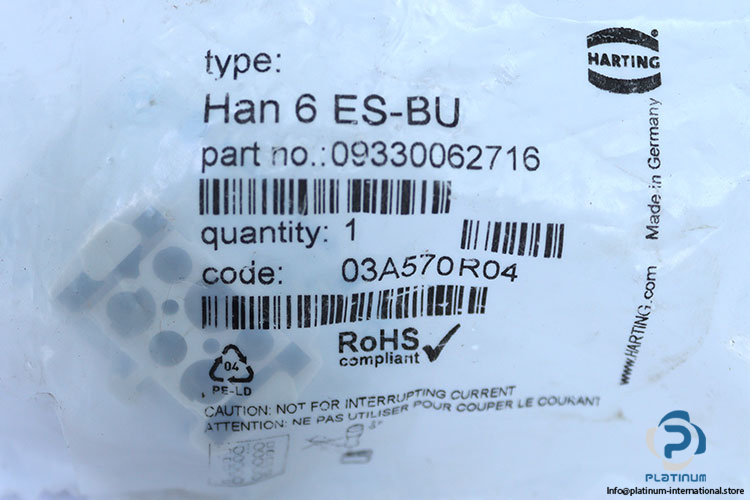 type:
HARTING
Han 6 ES-BU
part no.: 09330062716
quantity: 1
code: 03A570R04
RoHS
compliant
04
PE-LD
CAUTION: NOT FOR INTERRUPTING CURRENT
ATTENTION: NE PAS UTILISER POUR COUPER LE COURANT
www.HARTING.com Made in Germany
PLATINUM
Info@platinum-international.store